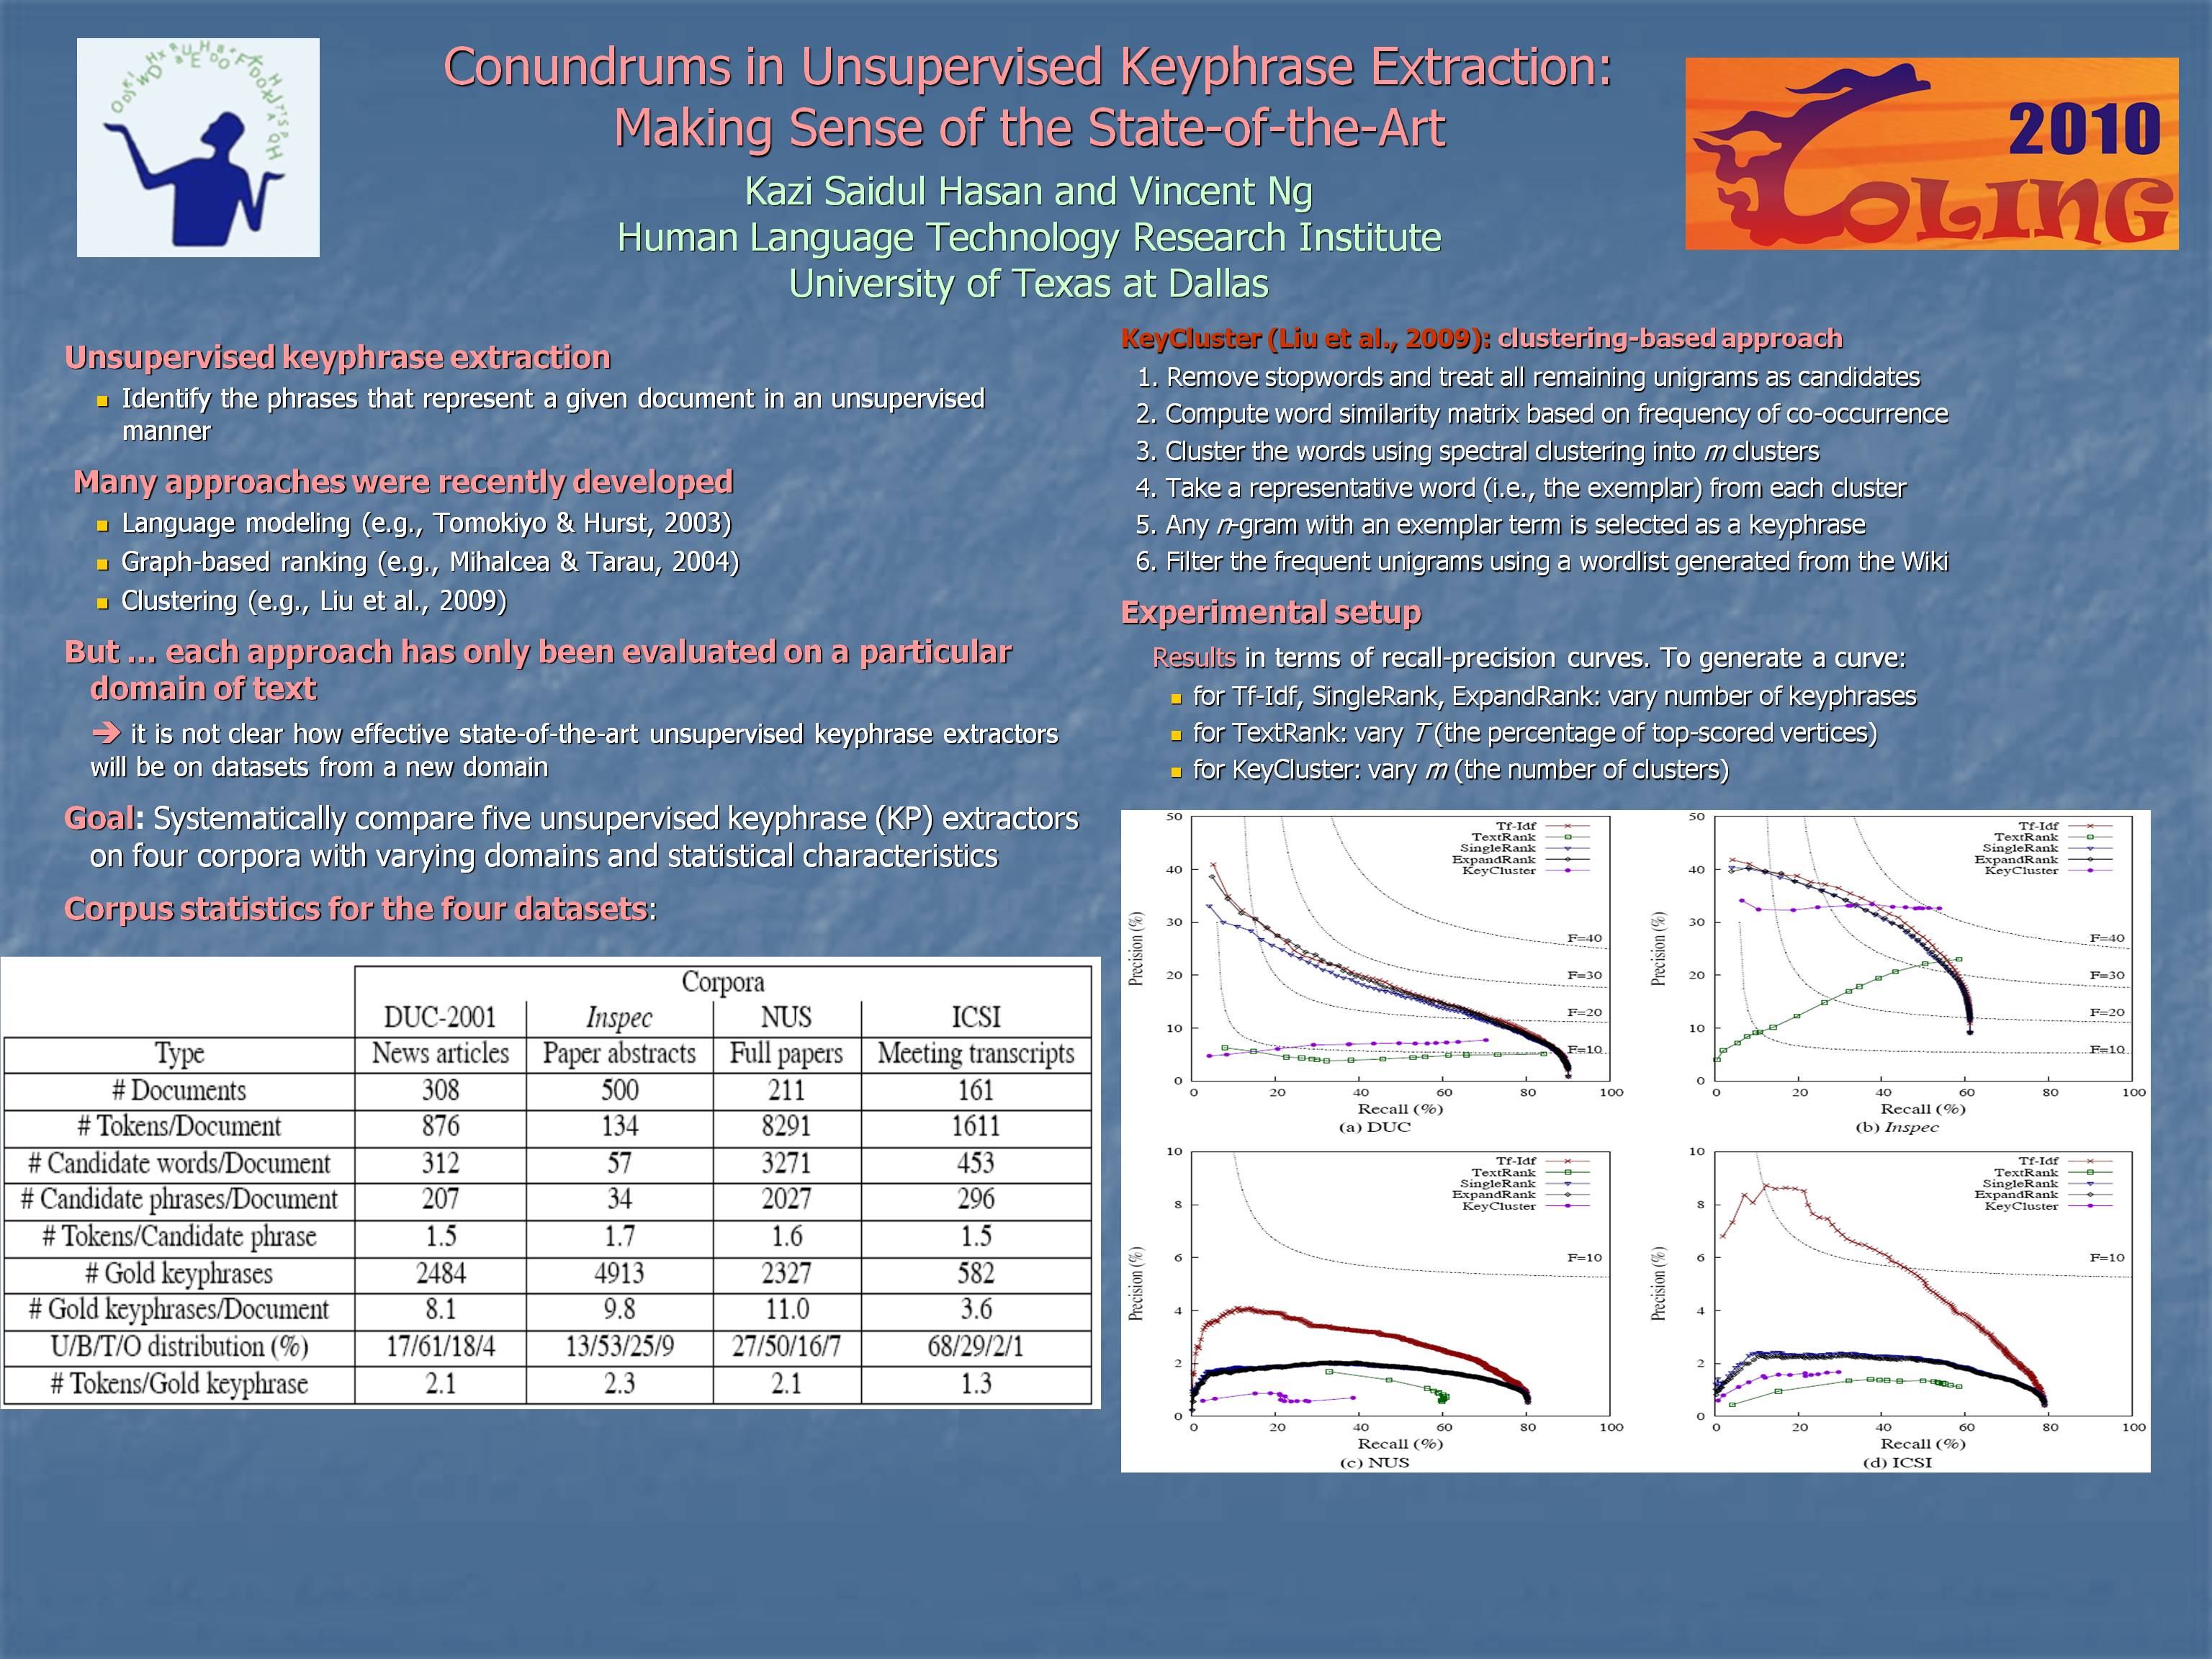 Conundrums in Unsupervised Keyphrase Extraction:
Making Sense of the State-of-the-Art
Kazi Saidul Hasan and Vincent Ng
Human Language Technology Research Institute
University of Texas at Dallas
2010
COLING
Unsupervised keyphrase extraction
Identify the phrases that represent a given document in an unsupervised
manner
Many approaches were recently developed
Language modeling (e.g., Tomokiyo & Hurst, 2003)
Graph-based ranking (e.g., Mihalcea & Tarau, 2004)
Clustering (e.g., Liu et al., 2009)
But ... each approach has only been evaluated on a particular
domain of text
➔ it is not clear how effective state-of-the-art unsupervised keyphrase extractors
will be on datasets from a new domain
Goal: Systematically compare five unsupervised keyphrase (KP) extractors
on four corpora with varying domains and statistical characteristics
Corpus statistics for the four datasets:
Corpora
DUC-2001 Inspec NUS ICSI
Type News articles Paper abstracts Full papers Meeting transcripts
# Documents 308 500 211 161
# Tokens/Document 876 134 8291 1611
# Candidate words/Document 312 57 3271 453
# Candidate phrases/Document 207 34 2027 296
# Tokens/Candidate phrase 1.5 1.7 1.6 1.5
# Gold keyphrases 2484 4913 2327 582
# Gold keyphrases/Document 8.1 9.8 11.0 3.6
U/B/T/O distribution (%) 17/61/18/4 13/53/25/9 27/50/16/7 68/29/2/1
# Tokens/Gold keyphrase 2.1 2.3 2.1 1.3
KeyCluster (Liu et al., 2009): clustering-based approach
1. Remove stopwords and treat all remaining unigrams as candidates
2. Compute word similarity matrix based on frequency of co-occurrence
3. Cluster the words using spectral clustering into m clusters
4. Take a representative word (i.e., the exemplar) from each cluster
5. Any n-gram with an exemplar term is selected as a keyphrase
6. Filter the frequent unigrams using a wordlist generated from the Wiki
Experimental setup
Results in terms of recall-precision curves. To generate a curve:
for Tf-Idf, SingleRank, ExpandRank: vary number of keyphrases
for TextRank: vary T (the percentage of top-scored vertices)
for KeyCluster: vary m (the number of clusters)
Precision (%)
50
40
30
20
10
0
Tf-Idf
TextRank
SingleRank
ExpandRank
KeyCluster
F=40
F=30
F=20
F=10
0 20 40 60 80 100
Recall (%)
(a) DUC
Precision (%)
50
40
30
20
10
0
Tf-Idf
TextRank
SingleRank
ExpandRank
KeyCluster
F=40
F=30
F=20
F=10
0 20 40 60 80 100
Recall (%)
(b) Inspec
Precision (%)
10
8
6
4
2
0
Tf-Idf
TextRank
SingleRank
ExpandRank
KeyCluster
F=10
0 20 40 60 80 100
Recall (%)
(c) NUS
Precision (%)
10
8
6
4
2
0
Tf-Idf
TextRank
SingleRank
ExpandRank
KeyCluster
F=10
0 20 40 60 80 100
Recall (%)
(d) ICSI